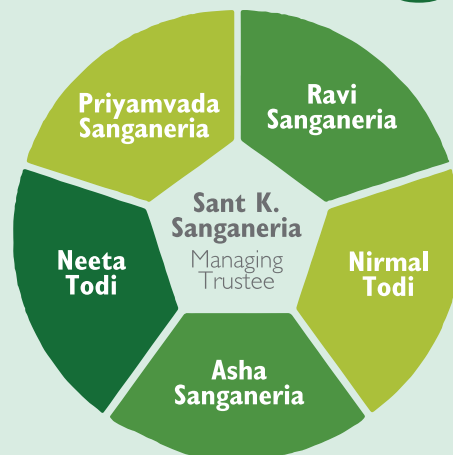 Priyamvada
Sanganeria
Ravi
Sanganeria
Sant K.
Sanganeria
Managing
Trustee
Neeta
Todi
Nirmal
Todi
Asha
Sanganeria